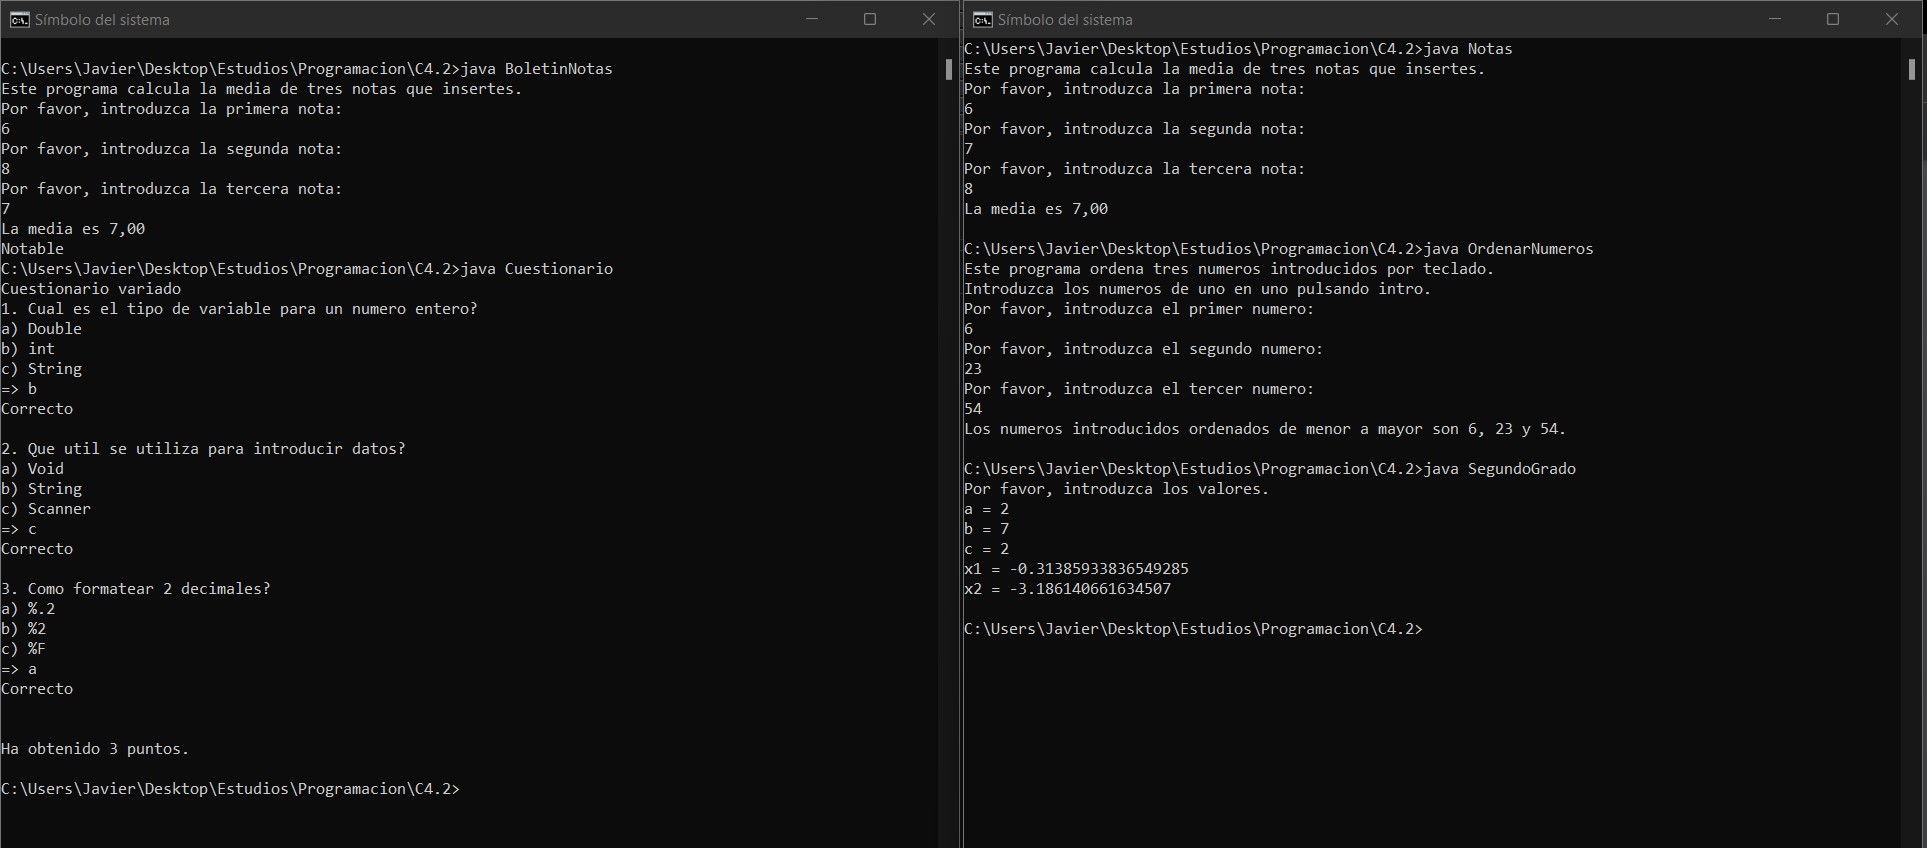 Símbolo del sistema
C:\Users\Javier\Desktop\Estudios\Programacion\C4.2>java BoletinNotas
Este programa calcula la media de tres notas que insertes.
Por favor, introduzca la primera nota:
6
Por favor, introduzca la segunda nota:
8
Por favor, introduzca la tercera nota:
7
La media es 7,00
Notable
C:\Users\Javier\Desktop\Estudios\Programacion\C4.2>java Cuestionario
Cuestionario variado
1. Cual es el tipo de variable para un numero entero?
a) Double
b) int
c) String
=> b
Correcto
2. Que util se utiliza para introducir datos?
a) Void
b) String
c) Scanner
=> c
Correcto
3. Como formatear 2 decimales?
a) %.2
b) %2
c) %F
=> a
Correcto
Ha obtenido 3 puntos.
C:\Users\Javier\Desktop\Estudios\Programacion\C4.2>
Símbolo del sistema
C:\Users\Javier\Desktop\Estudios\Programacion\C4.2>java Notas
Este programa calcula la media de tres notas que insertes.
Por favor, introduzca la primera nota:
6
Por favor, introduzca la segunda nota:
7
Por favor, introduzca la tercera nota:
8
La media es 7,00
C:\Users\Javier\Desktop\Estudios\Programacion\C4.2>java OrdenarNumeros
Este programa ordena tres numeros introducidos por teclado.
Introduzca los numeros de uno en uno pulsando intro.
Por favor, introduzca el primer numero:
6
Por favor, introduzca el segundo numero:
23
Por favor, introduzca el tercer numero:
54
Los numeros introducidos ordenados de menor a mayor son 6, 23 y 54.
C:\Users\Javier\Desktop\Estudios\Programacion\C4.2>java SegundoGrado
Por favor, introduzca los valores.
a = 2
b = 7
c = 2
x1 = -0.31385933836549285
x2 = -3.186140661634507
C:\Users\Javier\Desktop\Estudios\Programacion\C4.2>